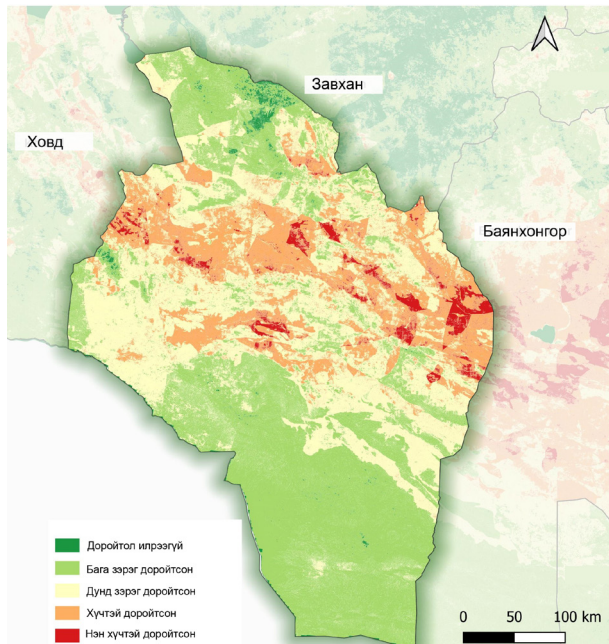 Завхан
Ховд
Баянхонгор
Доройтол илрээгүй
Бага зэрэг доройтсон
Дунд зэрэг доройтсон
Хүчтэй доройтсон
Нэн хүчтэй доройтсон
0 50 100 km